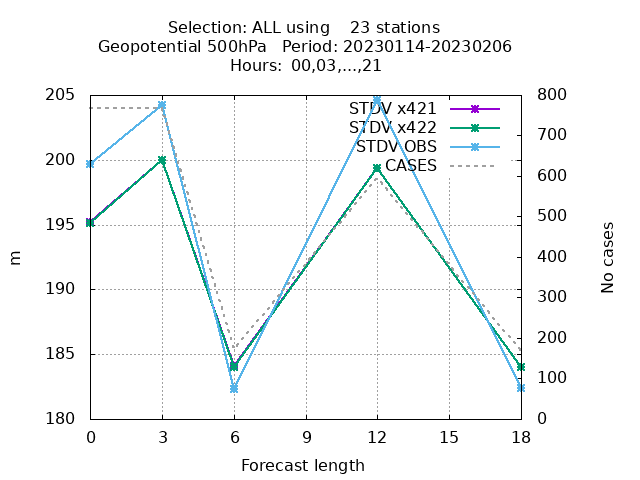 Selection: ALL using    23 stations
Geopotential 500hPa   Period: 20230114-20230206
Hours:  00,03,...,21
205
200
195
190
185
180
m
800
700
600
500
400
300
200
100
0
No cases
STDV x421
STDV x422
STDV OBS
CASES
0 3 6 9 12 15 18
Forecast length